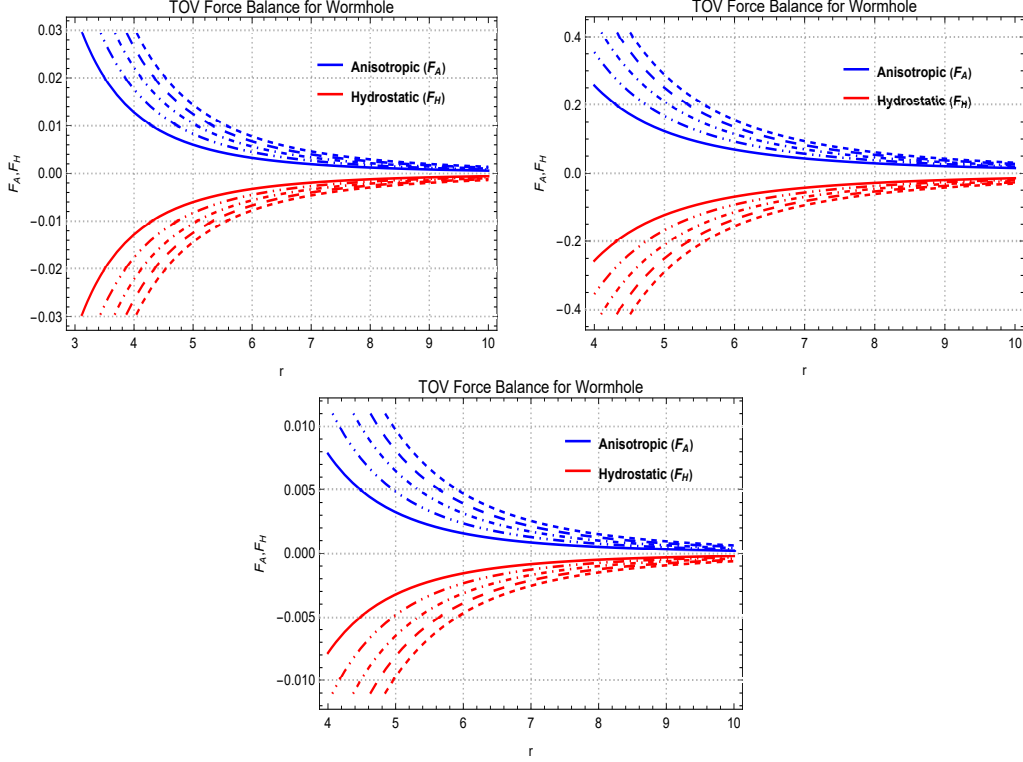 TOV Force Balance for Wormhole
0.03
0.02
0.01
0.00
−0.01
−0.02
−0.03
F_A,F_H
Anisotropic (F_A)
Hydrostatic (F_H)
3 4 5 6 7 8 9 10
r
TOV Force Balance for Wormhole
0.4
0.2
0.0
−0.2
−0.4
F_A,F_H
Anisotropic (F_A)
Hydrostatic (F_H)
4 5 6 7 8 9 10
r
TOV Force Balance for Wormhole
0.010
0.005
0.000
−0.005
−0.010
F_A,F_H
Anisotropic (F_A)
Hydrostatic (F_H)
4 5 6 7 8 9 10
r